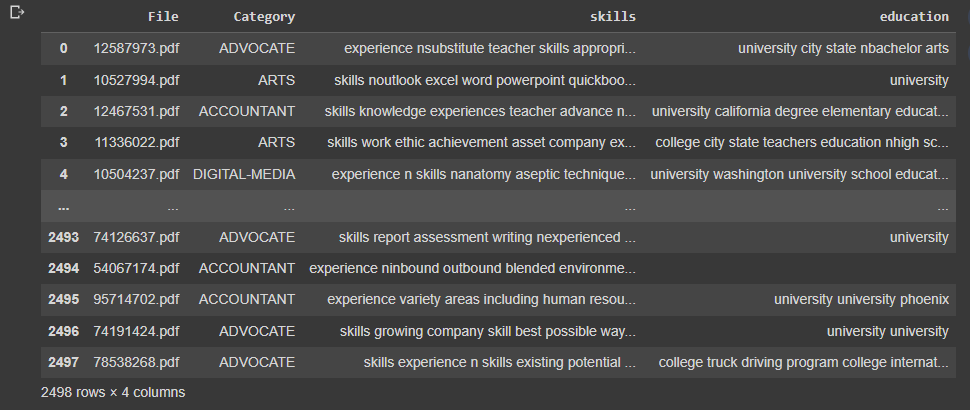 File Category skills education
0 12587973.pdf ADVOCATE experience nsubstitute teacher skills appropri... university city state nbachelor arts
1 10527994.pdf ARTS skills noutlook excel word powerpoint quickboo... university
2 12467531.pdf ACCOUNTANT skills knowledge experiences teacher advance n... university california degree elementary educat...
3 11336022.pdf ARTS skills work ethic achievement asset company ex... college city state teachers education nhigh sc...
4 10504237.pdf DIGITAL-MEDIA experience n skills nanatomy aseptic technique... university washington university school educat...
... ... ... ... ...
2493 74126637.pdf ADVOCATE skills report assessment writing nexperienced ... university
2494 54067174.pdf ACCOUNTANT experience ninbound outbound blended environme...
2495 95714702.pdf ACCOUNTANT experience variety areas including human resou... university university phoenix
2496 74191424.pdf ADVOCATE skills growing company skill best possible way... university university
2497 78538268.pdf ADVOCATE skills experience n skills existing potential ... college truck driving program college internat...
2498 rows × 4 columns